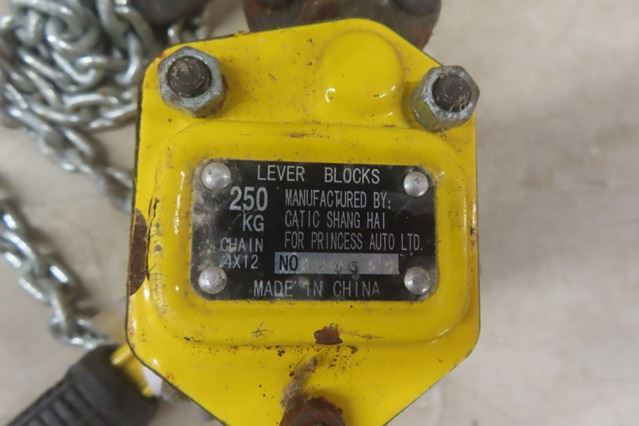 LEVER BLOCKS
250 KG
MANUFACTURED BY:
CATIC SHANG HAI
FOR PRINCESS AUTO LTD.
CHAIN
4X12
NO
MADE IN CHINA